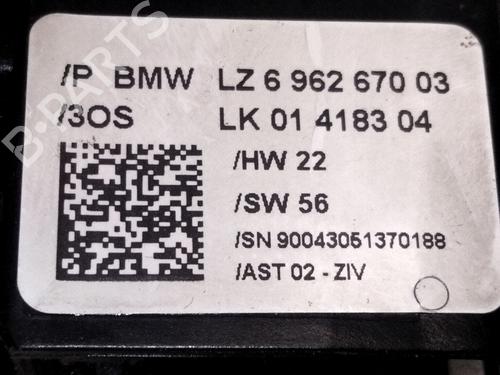 /P BMW LZ 6 962 670 03
/3OS LK 01 4183 04
/HW 22
/SW 56
/SN 90043051370188
/AST 02 - ZIV
B-PARTS